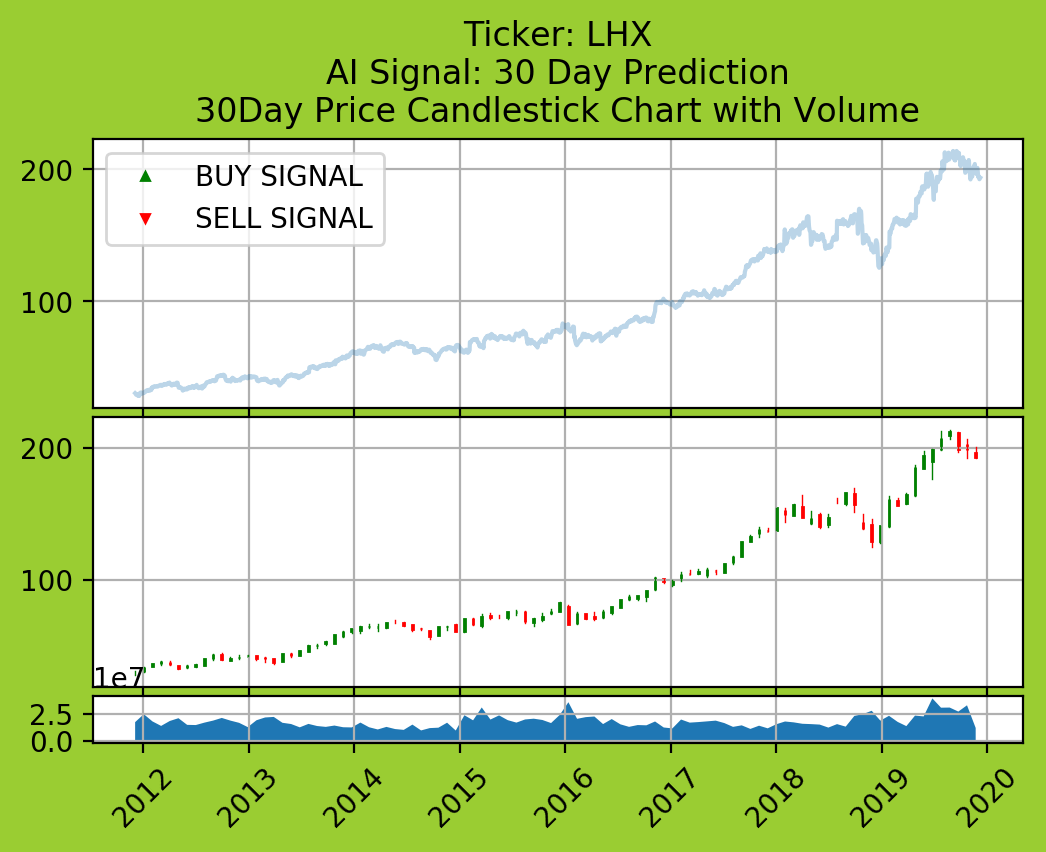 Ticker: LHX
AI Signal: 30 Day Prediction
30Day Price Candlestick Chart with Volume
BUY SIGNAL
SELL SIGNAL
200
100
200
100
1e7
2.5
0.0
2012 2013 2014 2015 2016 2017 2018 2019 2020